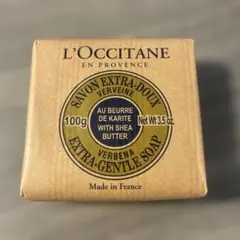 L'OCCITANE
EN PROVENCE
SAVON EXTRA-DOUX
VERVEINE
AU BEURRE
DE KARITE
100g
Net Wt 3.5 oz.
WITH SHEA
BUTTER
VERBENA
EXTRA-GENTLE SOAP
Made in France